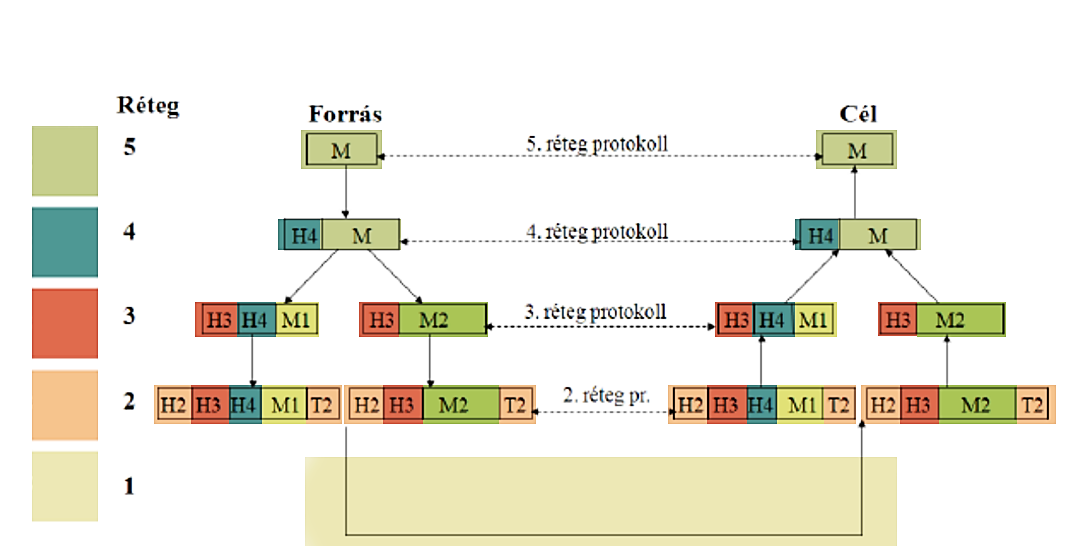 Réteg
Forrás Cél
5 M 5. réteg protokoll M
4 H4 M 4. réteg protokoll H4 M
3 H3 H4 M1 H3 M2 3. réteg protokoll H3 H4 M1 H3 M2
2 H2 H3 H4 M1 T2 H2 H3 M2 T2 2. réteg pr. H2 H3 H4 M1 T2 H2 H3 M2 T2
1